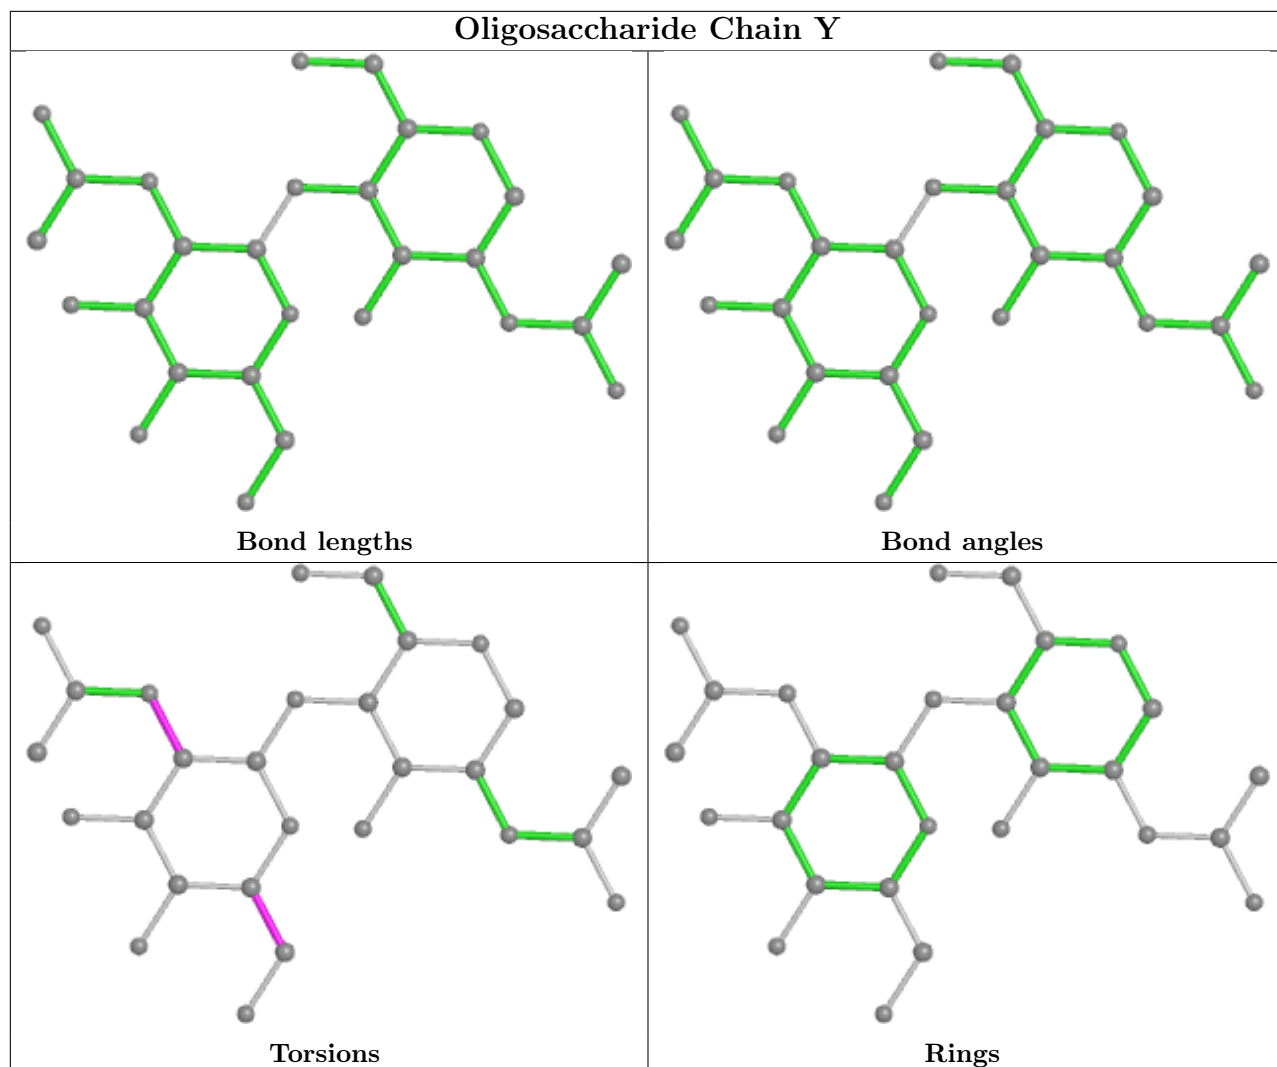 Oligosaccharide Chain Y
Bond lengths
Bond angles
Torsions
Rings